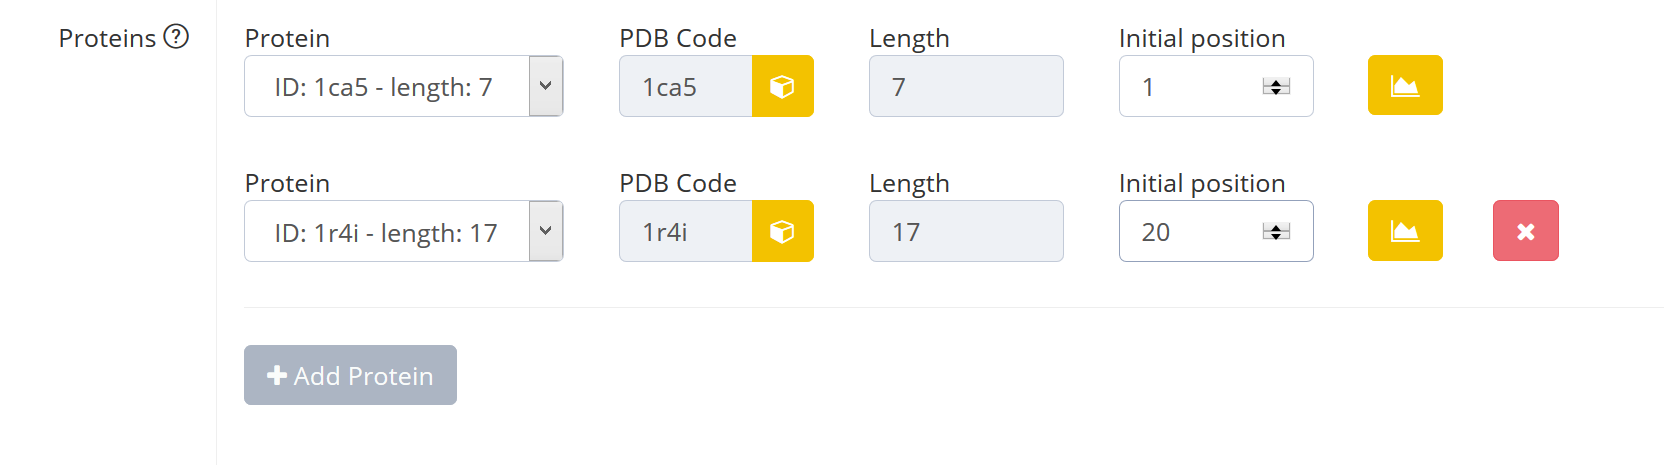 Proteins ?
Protein PDB Code Length Initial position
ID: 1ca5 - length: 7 1ca5 7 1
Protein PDB Code Length Initial position
ID: 1r4i - length: 17 1r4i 17 20
Add Protein